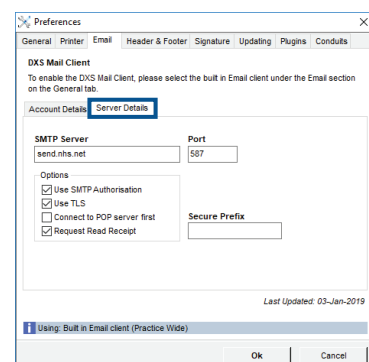 Preferences
General Printer Email Header & Footer Signature Updating Plugins Conduits
DXS Mail Client
To enable the DXS Mail Client, please select the built in Email client under the Email section
on the General tab.
Account Details Server Details
SMTP Server Port
send.nhs.net 587
Options
Use SMTP Authorisation
Use TLS
Connect to POP server first Secure Prefix
Request Read Receipt
Last Updated: 03-Jan-2019
Using: Built in Email client (Practice Wide)
Ok Cancel